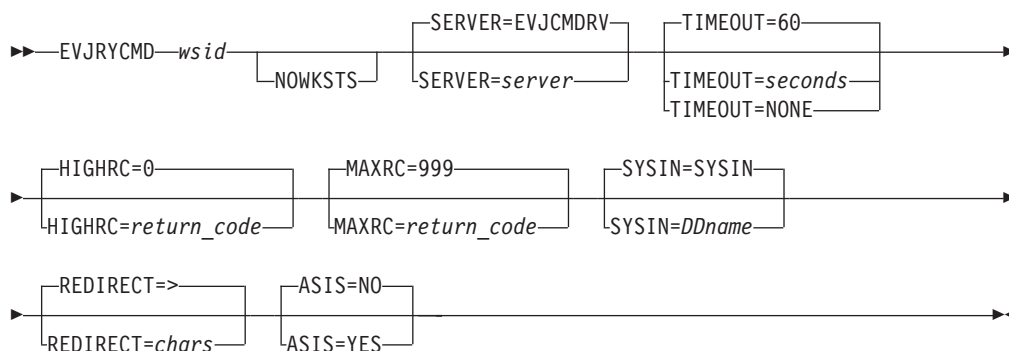 SERVER=EVJCMDRV TIMEOUT=60
EVJRYCMD wsid
NOWKSTS SERVER=server TIMEOUT=seconds
TIMEOUT=NONE
HIGHRC=0 MAXRC=999 SYSIN=SYSIN
HIGHRC=return_code MAXRC=return_code SYSIN=DDname
REDIRECT=> ASIS=NO
REDIRECT=chars ASIS=YES